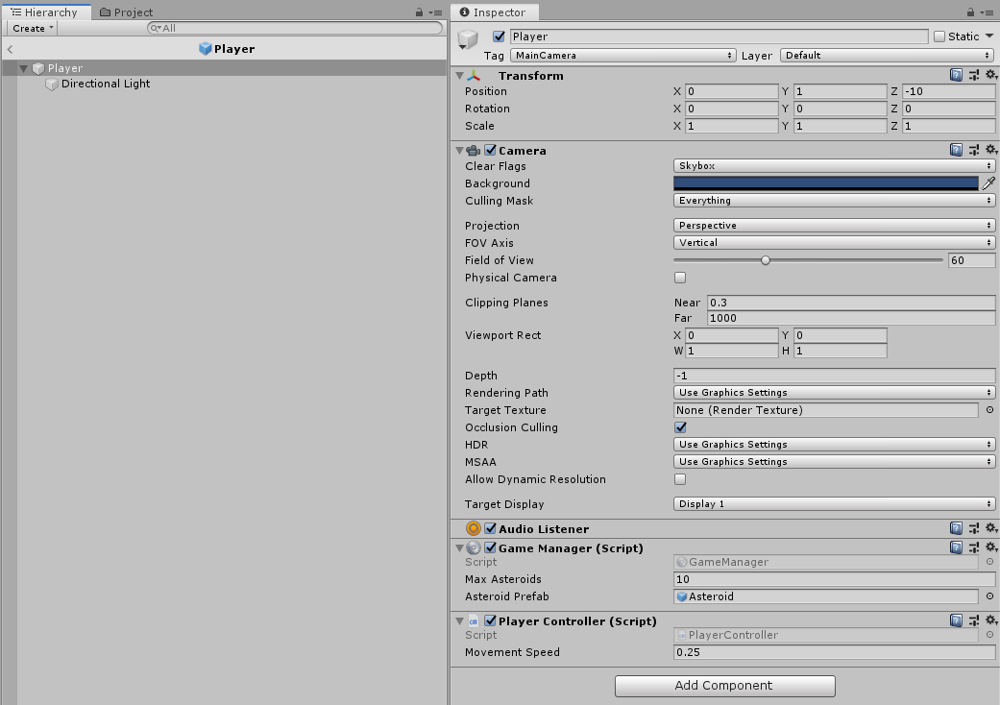 Hierarchy
Project
Create
All
Player
Player
Directional Light
Inspector
Player
Static
Tag MainCamera Layer Default
Transform
Position X 0 Y 1 Z -10
Rotation X 0 Y 0 Z 0
Scale X 1 Y 1 Z 1
Camera
Clear Flags Skybox
Background
Culling Mask Everything
Projection Perspective
FOV Axis Vertical
Field of View 60
Physical Camera
Clipping Planes Near 0.3
Far 1000
Viewport Rect X 0 Y 0
W 1 H 1
Depth -1
Rendering Path Use Graphics Settings
Target Texture None (Render Texture)
Occlusion Culling
HDR Use Graphics Settings
MSAA Use Graphics Settings
Allow Dynamic Resolution
Target Display Display 1
Audio Listener
Game Manager (Script)
Script GameManager
Max Asteroids 10
Asteroid Prefab Asteroid
C# Player Controller (Script)
Script PlayerController
Movement Speed 0.25
Add Component